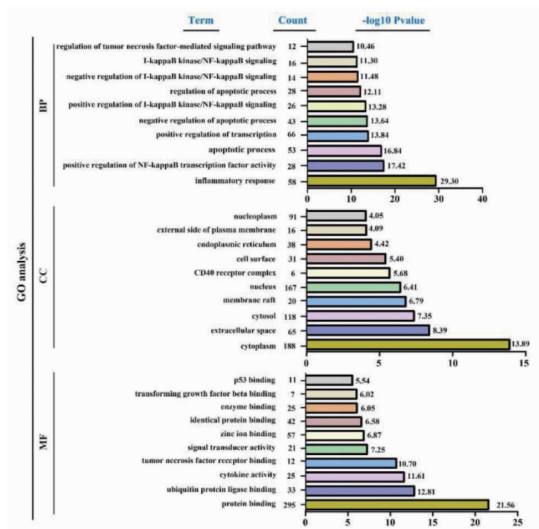 Term Count -log10 Pvalue
GO analysis
BP
regulation of tumor necrosis factor-mediated signaling pathway 12 10.46
I-kappaB kinase/NF-kappaB signaling 16 11.30
negative regulation of I-kappaB kinase/NF-kappaB signaling 14 11.48
regulation of apoptotic process 28 12.11
positive regulation of I-kappaB kinase/NF-kappaB signaling 26 13.28
negative regulation of apoptotic process 43 13.64
positive regulation of transcription 66 13.84
apoptotic process 53 16.84
positive regulation of NF-kappaB transcription factor activity 28 17.42
inflammatory response 58 29.30
0 10 20 30 40
CC
nucleoplasm 91 4.05
external side of plasma membrane 16 4.09
endoplasmic reticulum 38 4.42
cell surface 31 5.40
CD40 receptor complex 6 5.68
nucleus 167 6.41
membrane raft 20 6.79
cytosol 118 7.35
extracellular space 65 8.39
cytoplasm 188 13.89
0 5 10 15
MF
p53 binding 11 5.54
transforming growth factor beta binding 7 6.02
enzyme binding 25 6.05
identical protein binding 42 6.58
zinc ion binding 57 6.87
signal transducer activity 21 7.25
tumor necrosis factor receptor binding 12 10.70
cytokine activity 25 11.61
ubiquitin protein ligase binding 33 12.81
protein binding 295 21.56
0 5 10 15 20 25